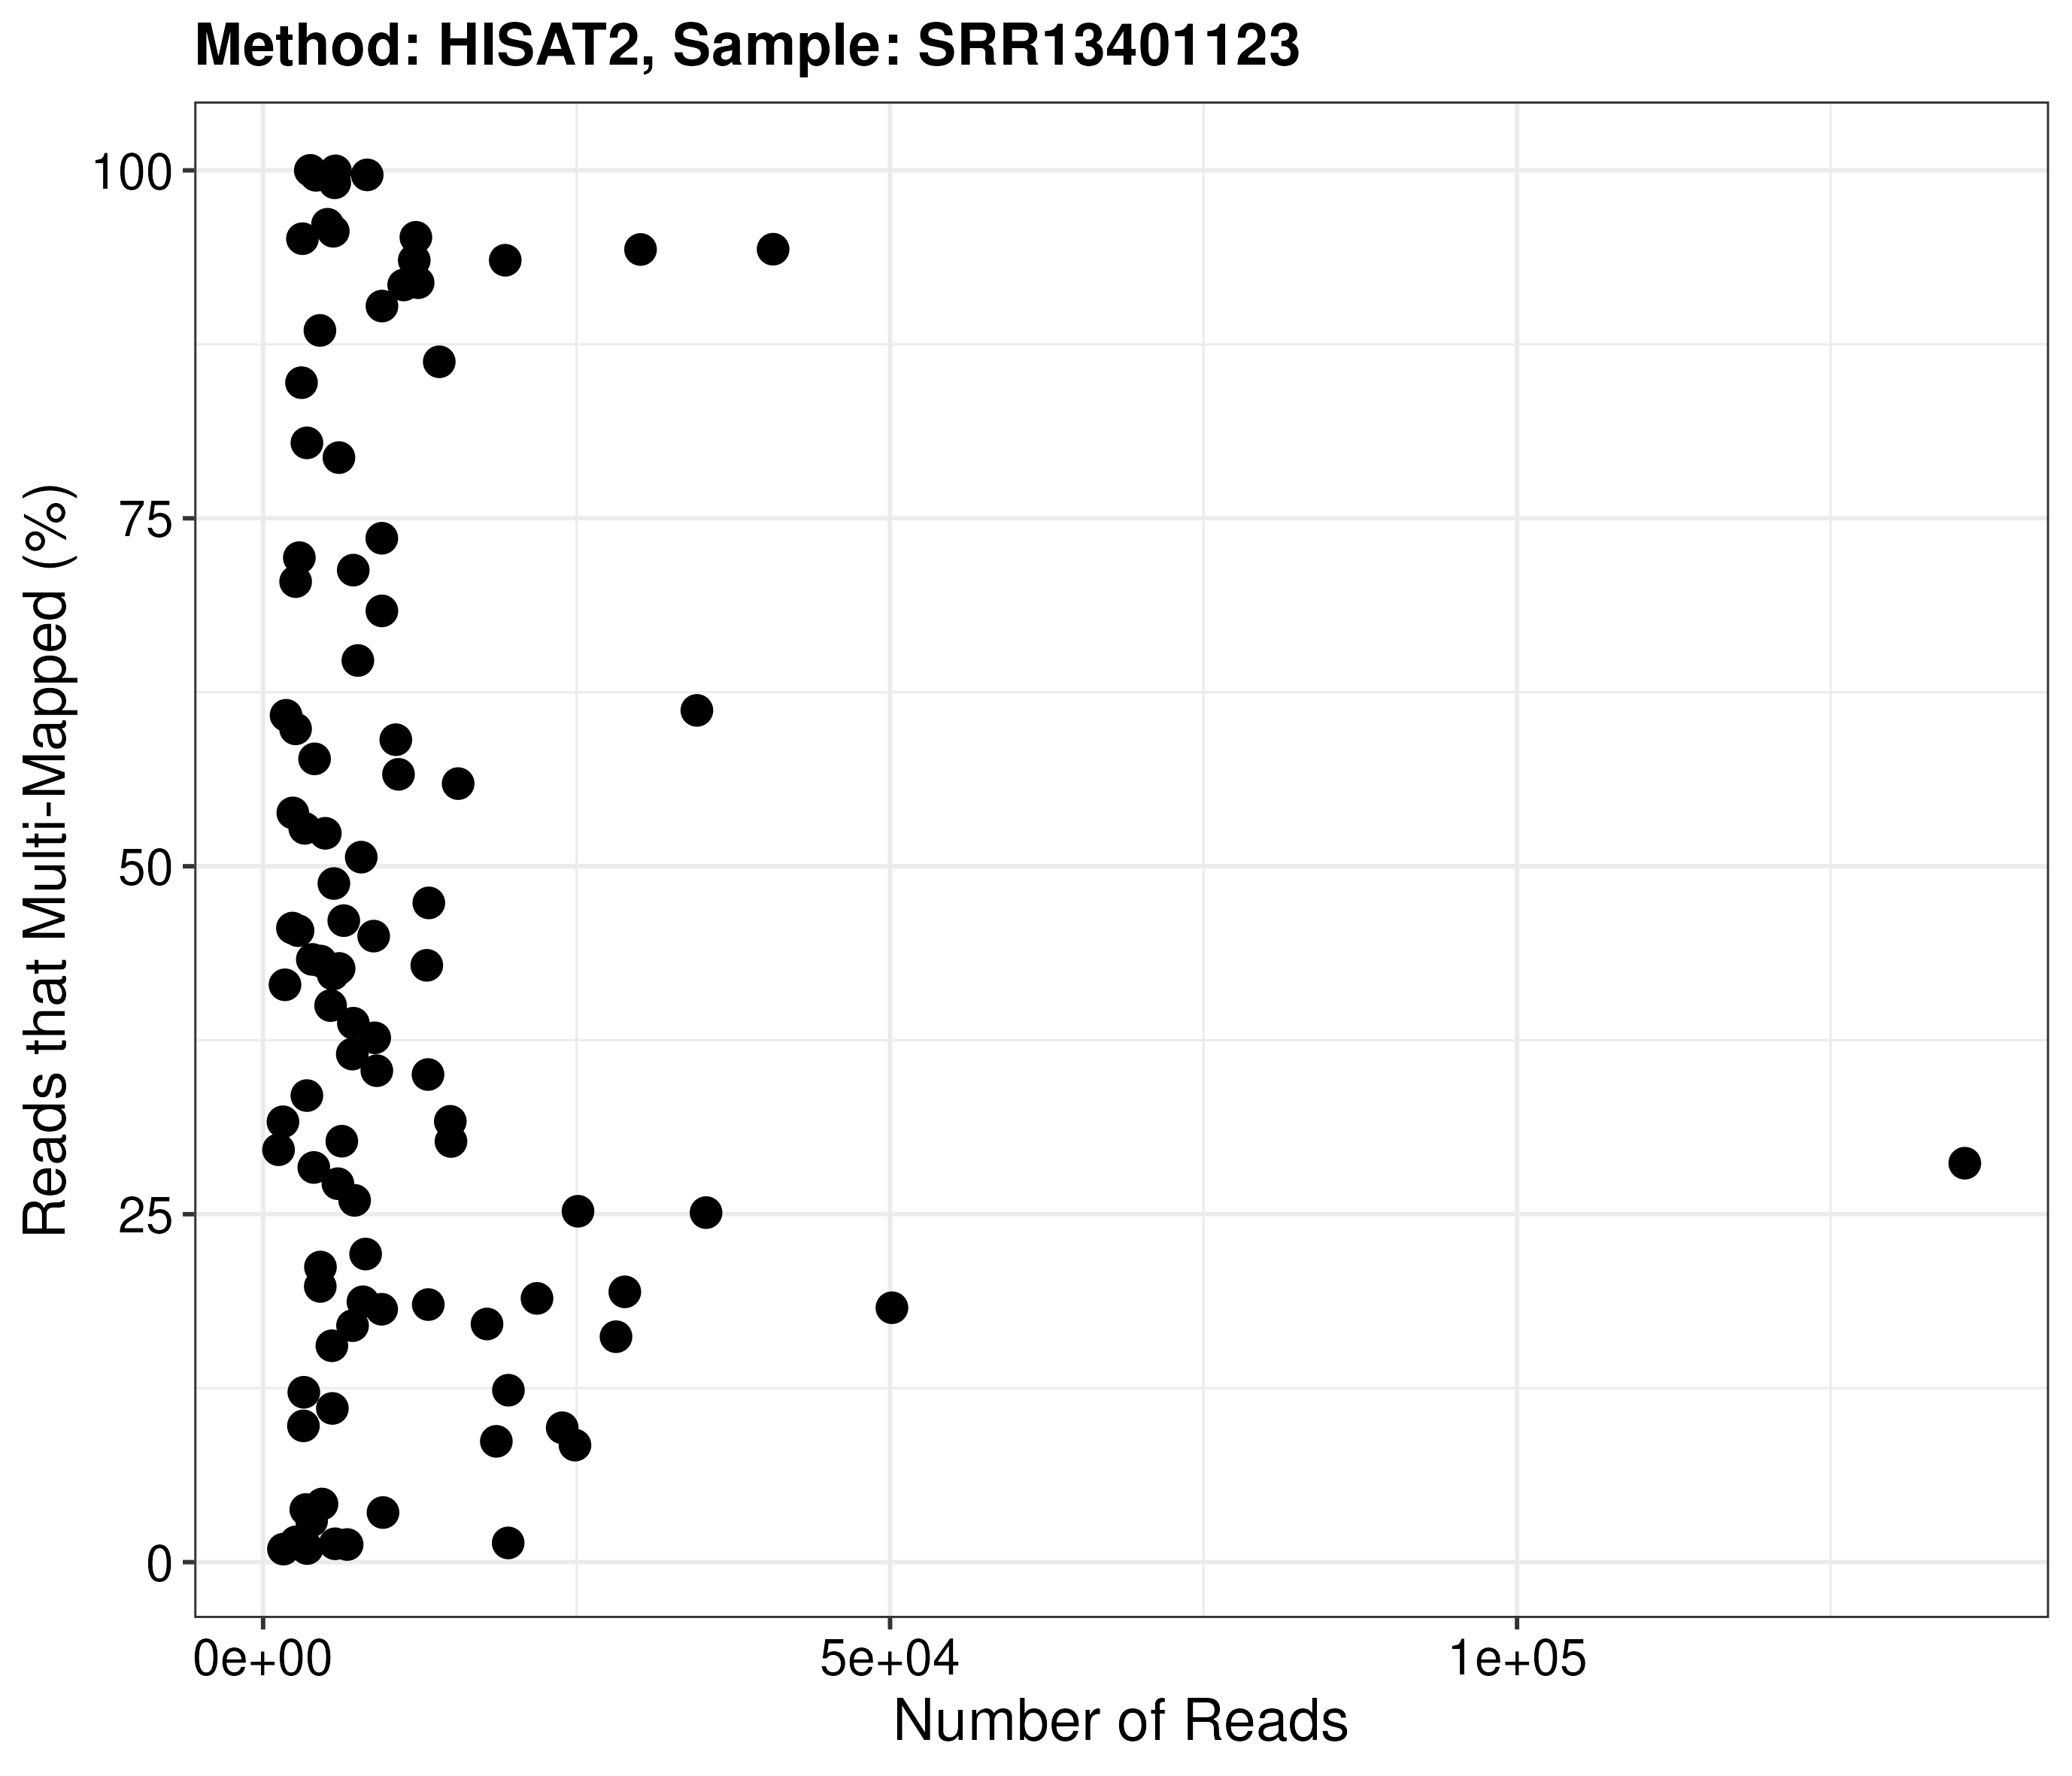 Method: HISAT2, Sample: SRR13401123
Reads that Multi-Mapped (%)
100
75
50
25
0
0e+00 5e+04 1e+05
Number of Reads